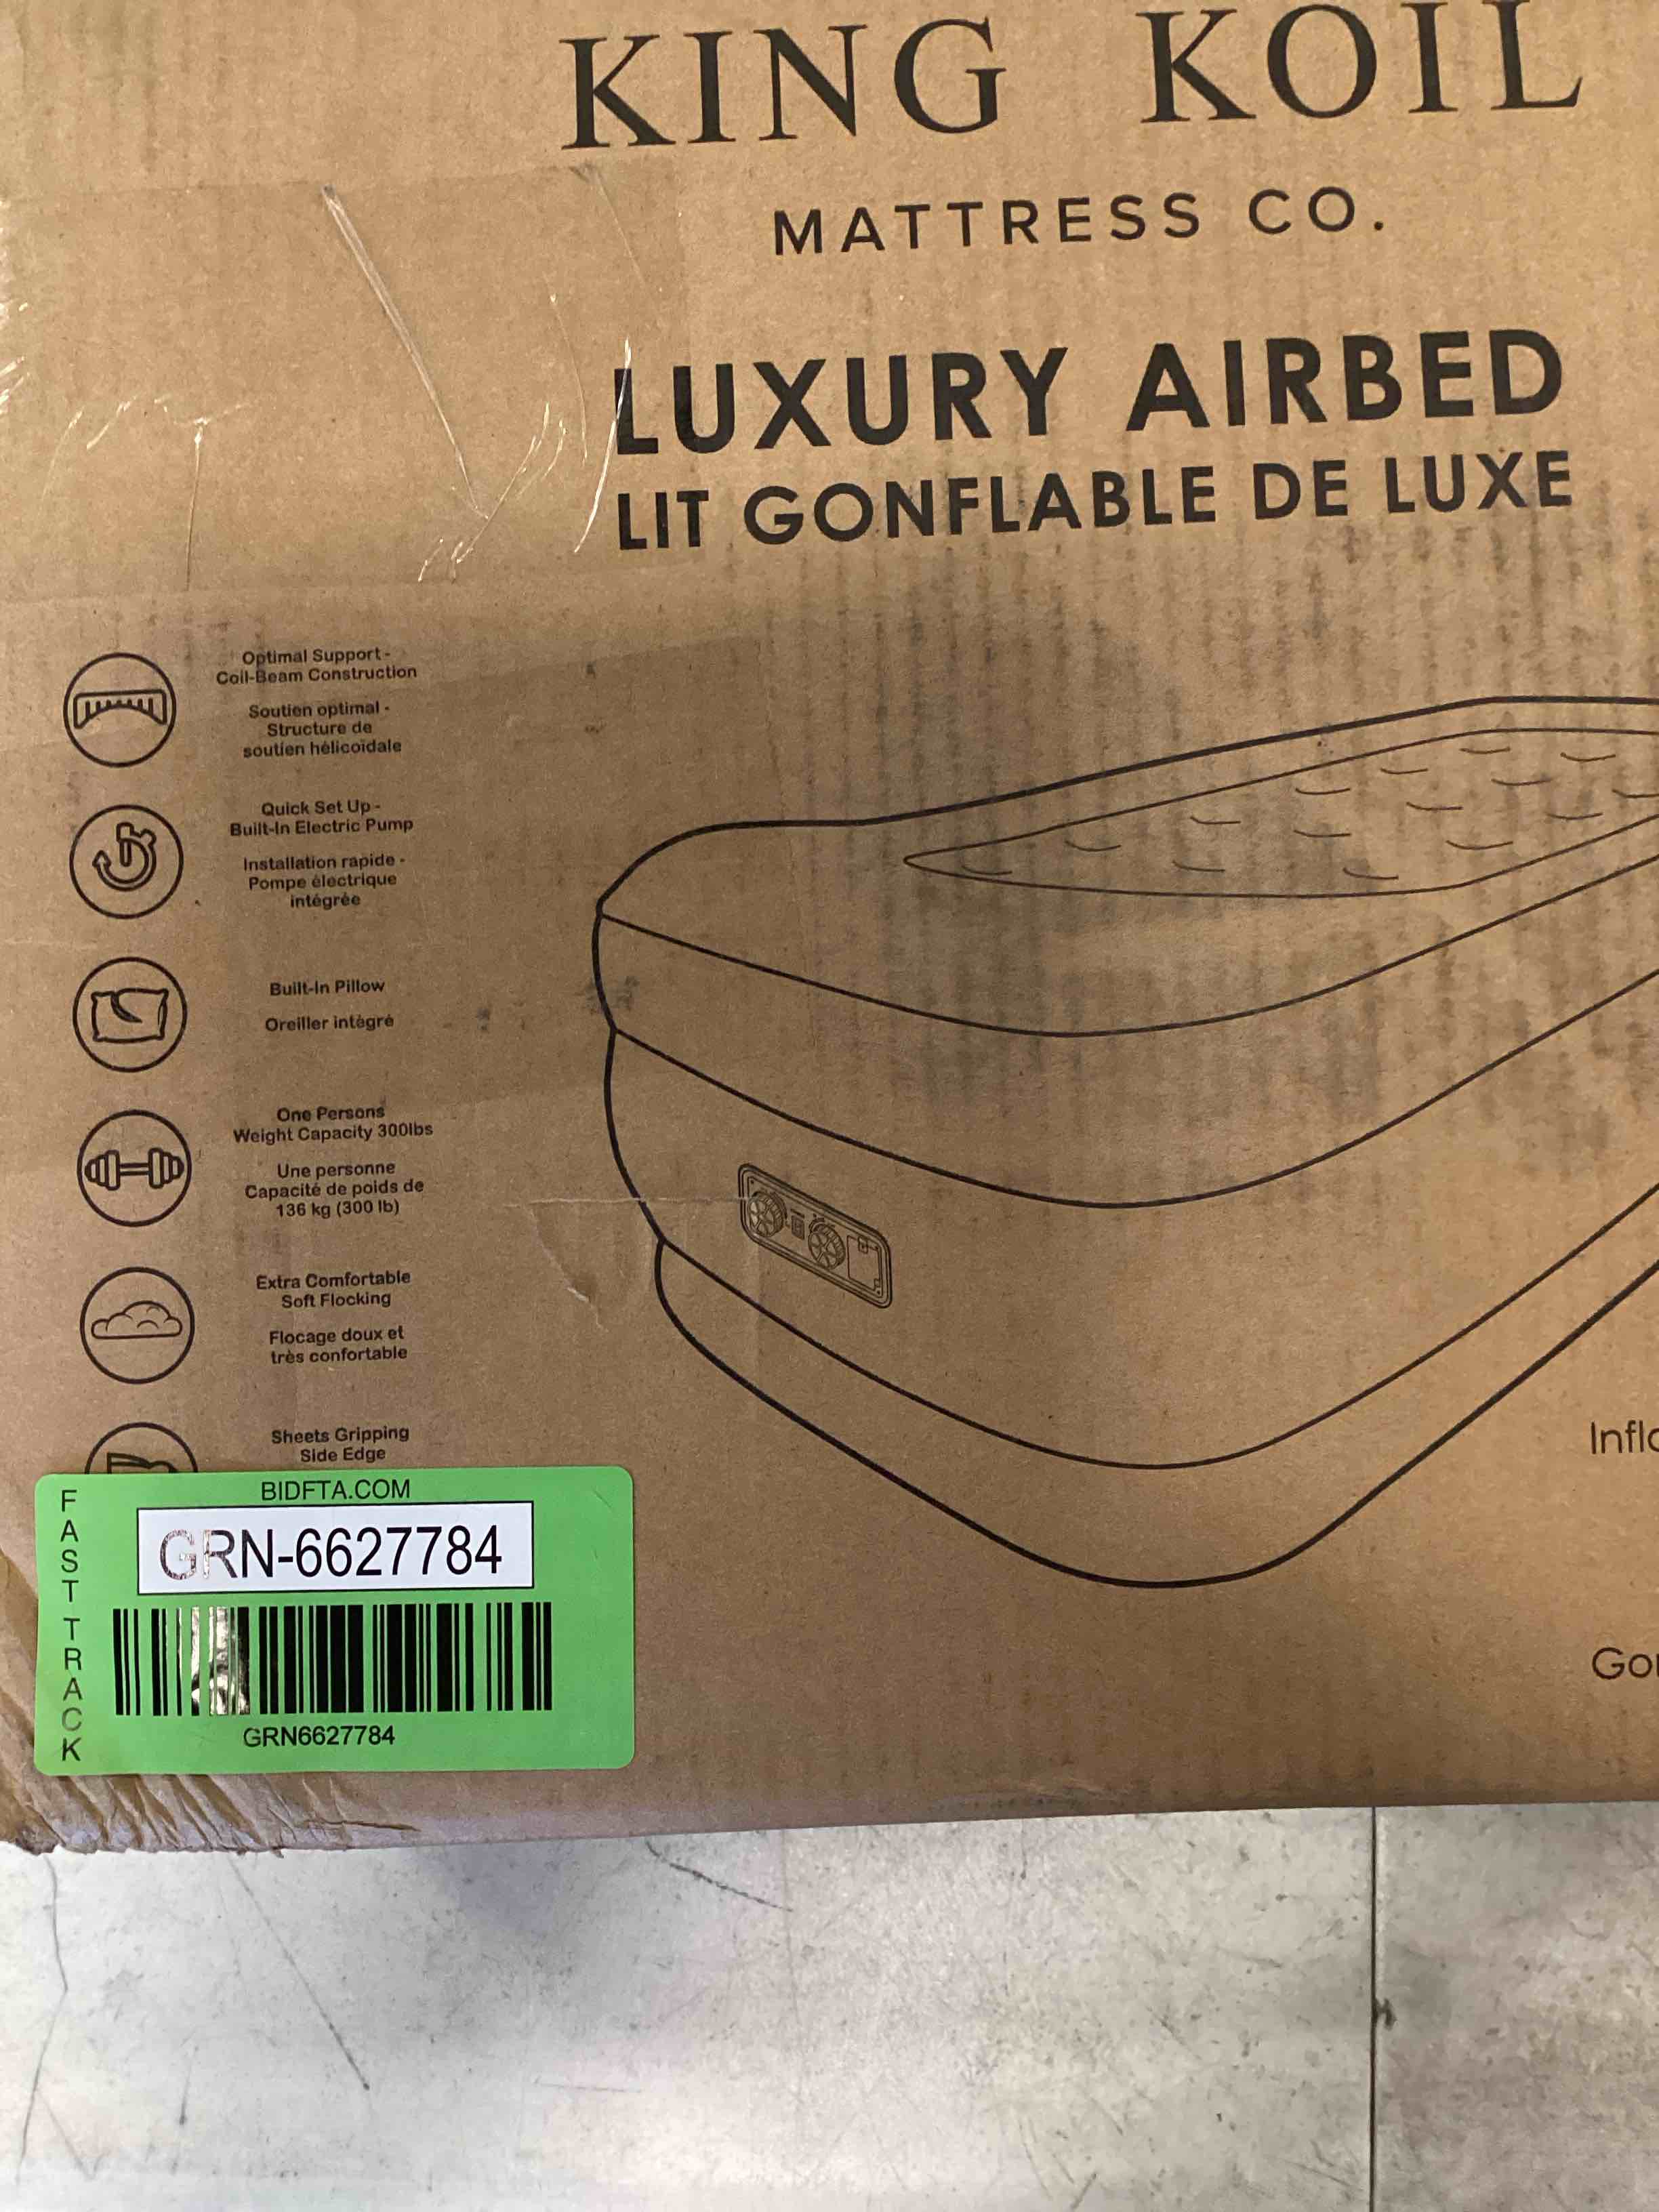 KING KOIL
MATTRESS CO.
LUXURY AIRBED
LIT GONFLABLE DE LUXE
Optimal Support -
Coil-Beam Construction
Soutien optimal -
Structure de
soutien hélicoïdale
Quick Set Up -
Built-In Electric Pump
Installation rapide -
Pompe électrique
intégrée
Built-In Pillow
Oreiller intégré
One Persons
Weight Capacity 300lbs
Une personne
Capacité de poids de
136 kg (300 lb)
Extra Comfortable
Soft Flocking
Flocage doux et
très confortable
Sheets Gripping
Side Edge
BIDFTA.COM
GRN-6627784
GRN6627784
FAST TRACK